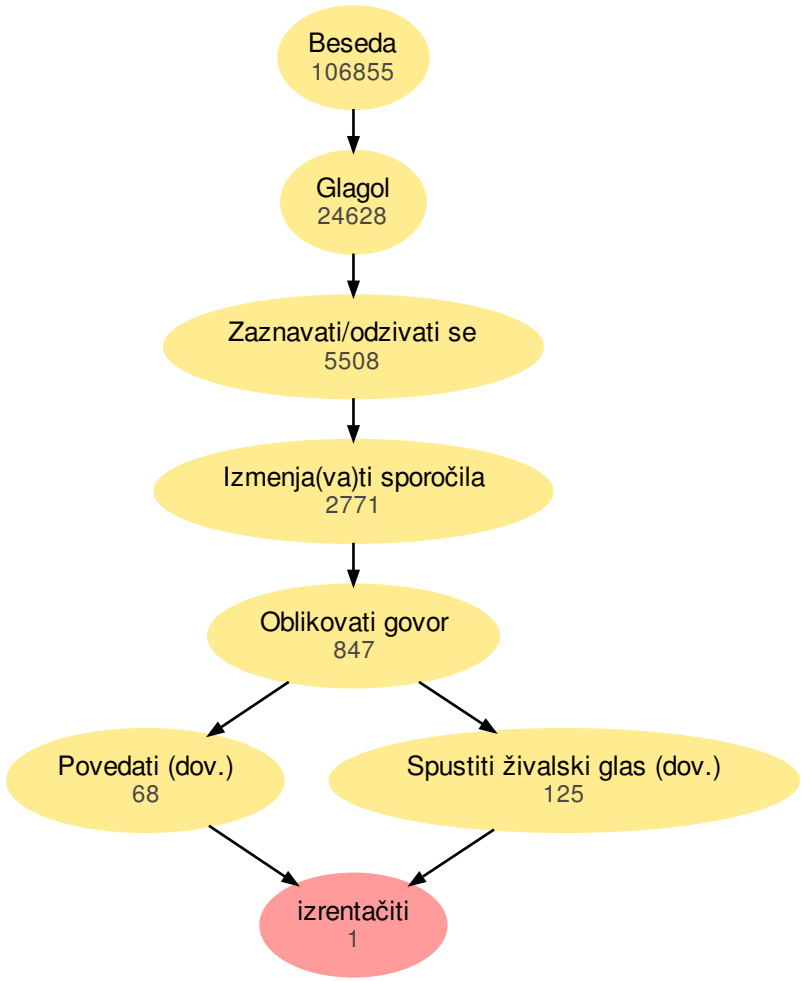 Beseda
106855
Glagol
24628
Zaznavati/odzivati se
5508
Izmenja(va)ti sporočila
2771
Oblikovati govor
847
Povedati (dov.)
68
Spustiti živalski glas (dov.)
125
izrentačiti
1